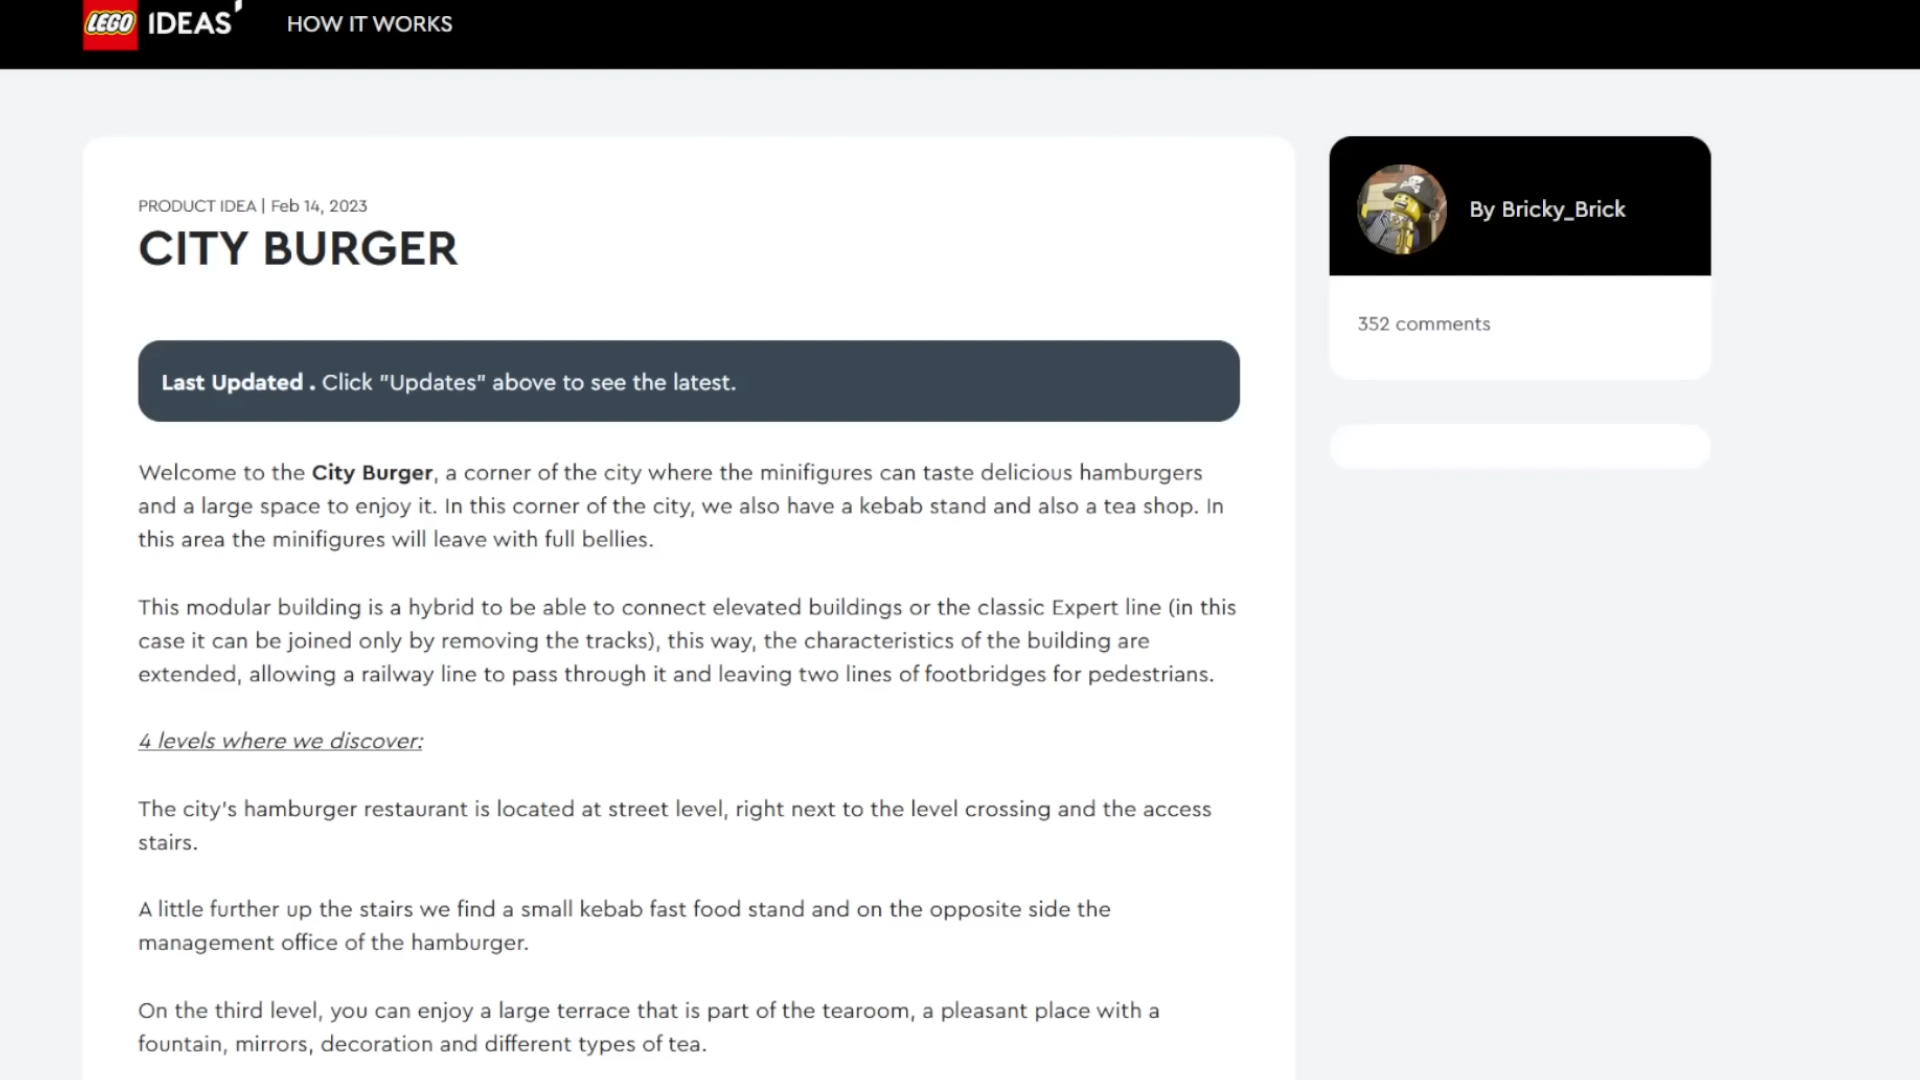 LEGO IDEAS HOW IT WORKS
PRODUCT IDEA | Feb 14, 2023
CITY BURGER
By Bricky_Brick
352 comments
Last Updated . Click "Updates" above to see the latest.
Welcome to the City Burger, a corner of the city where the minifigures can taste delicious hamburgers
and a large space to enjoy it. In this corner of the city, we also have a kebab stand and also a tea shop. In
this area the minifigures will leave with full bellies.
This modular building is a hybrid to be able to connect elevated buildings or the classic Expert line (in this
case it can be joined only by removing the tracks), this way, the characteristics of the building are
extended, allowing a railway line to pass through it and leaving two lines of footbridges for pedestrians.
4 levels where we discover:
The city's hamburger restaurant is located at street level, right next to the level crossing and the access
stairs.
A little further up the stairs we find a small kebab fast food stand and on the opposite side the
management office of the hamburger.
On the third level, you can enjoy a large terrace that is part of the tearoom, a pleasant place with a
fountain, mirrors, decoration and different types of tea.